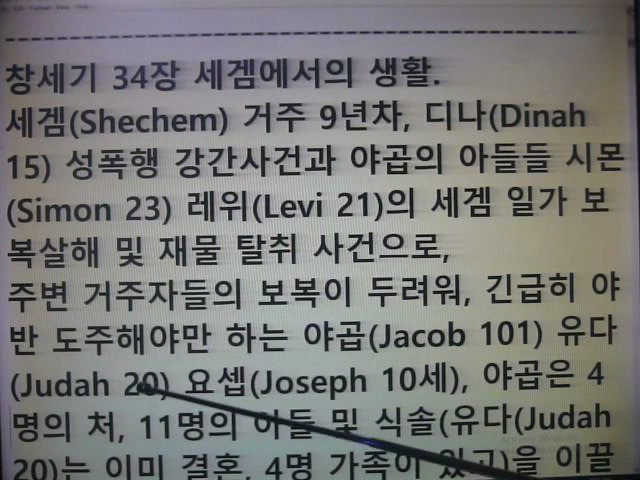 --------------------------------------------------
창세기 34장 세겜에서의 생활.
세겜(Shechem) 거주 9년차, 디나(Dinah
15) 성폭행 강간사건과 야곱의 아들들 시몬
(Simon 23) 레위(Levi 21)의 세겜 일가 보
복살해 및 재물 탈취 사건으로,
주변 거주자들의 보복이 두려워, 긴급히 야
반 도주해야만 하는 야곱(Jacob 101) 유다
(Judah 20) 요셉(Joseph 10세), 야곱은 4
명의 처, 11명의 아들 및 식솔(유다(Judah
20)는 이미 결혼, 4명 가족이 있고)을 이끌